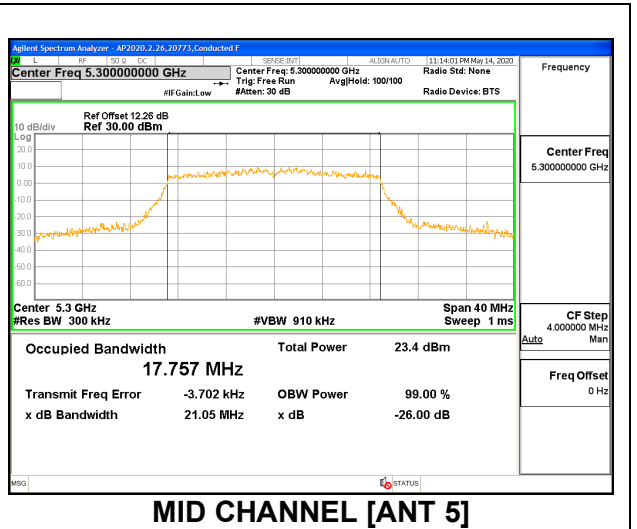 Agilent Spectrum Analyzer - AP2020.2.26,20773,Conducted F
L RF 50 Ω DC SENSE:INT ALIGN AUTO 11:14:01 PM May 14, 2020
Center Freq 5.300000000 GHz
Center Freq: 5.300000000 GHz Radio Std: None
Trig: Free Run Avg|Hold: 100/100
#IFGain:Low #Atten: 30 dB Radio Device: BTS
Frequency
Ref Offset 12.26 dB
10 dB/div Ref 30.00 dBm
Log
20.0
10.0
0.00
-10.0
-20.0
-30.0
-40.0
-50.0
-60.0
Center 5.3 GHz Span 40 MHz
#Res BW 300 kHz #VBW 910 kHz Sweep 1 ms
Center Freq
5.300000000 GHz
CF Step
4.000000 MHz
Auto Man
Freq Offset
0 Hz
Occupied Bandwidth Total Power 23.4 dBm
17.757 MHz
Transmit Freq Error -3.702 kHz OBW Power 99.00 %
x dB Bandwidth 21.05 MHz x dB -26.00 dB
MSG STATUS
MID CHANNEL [ANT 5]